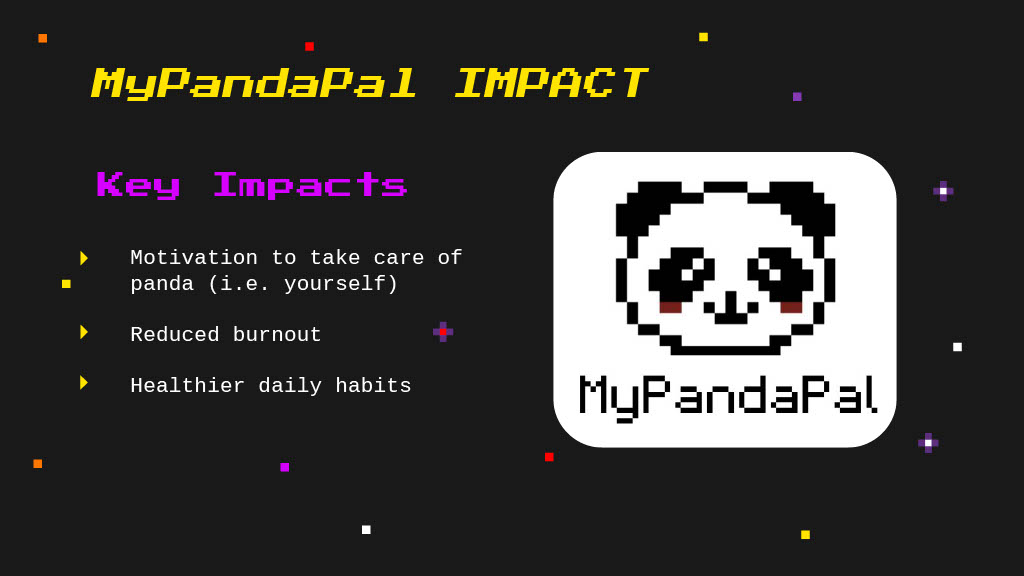 MyPandaPal IMPACT
Key Impacts
Motivation to take care of
panda (i.e. yourself)
Reduced burnout
Healthier daily habits
MyPandaPal